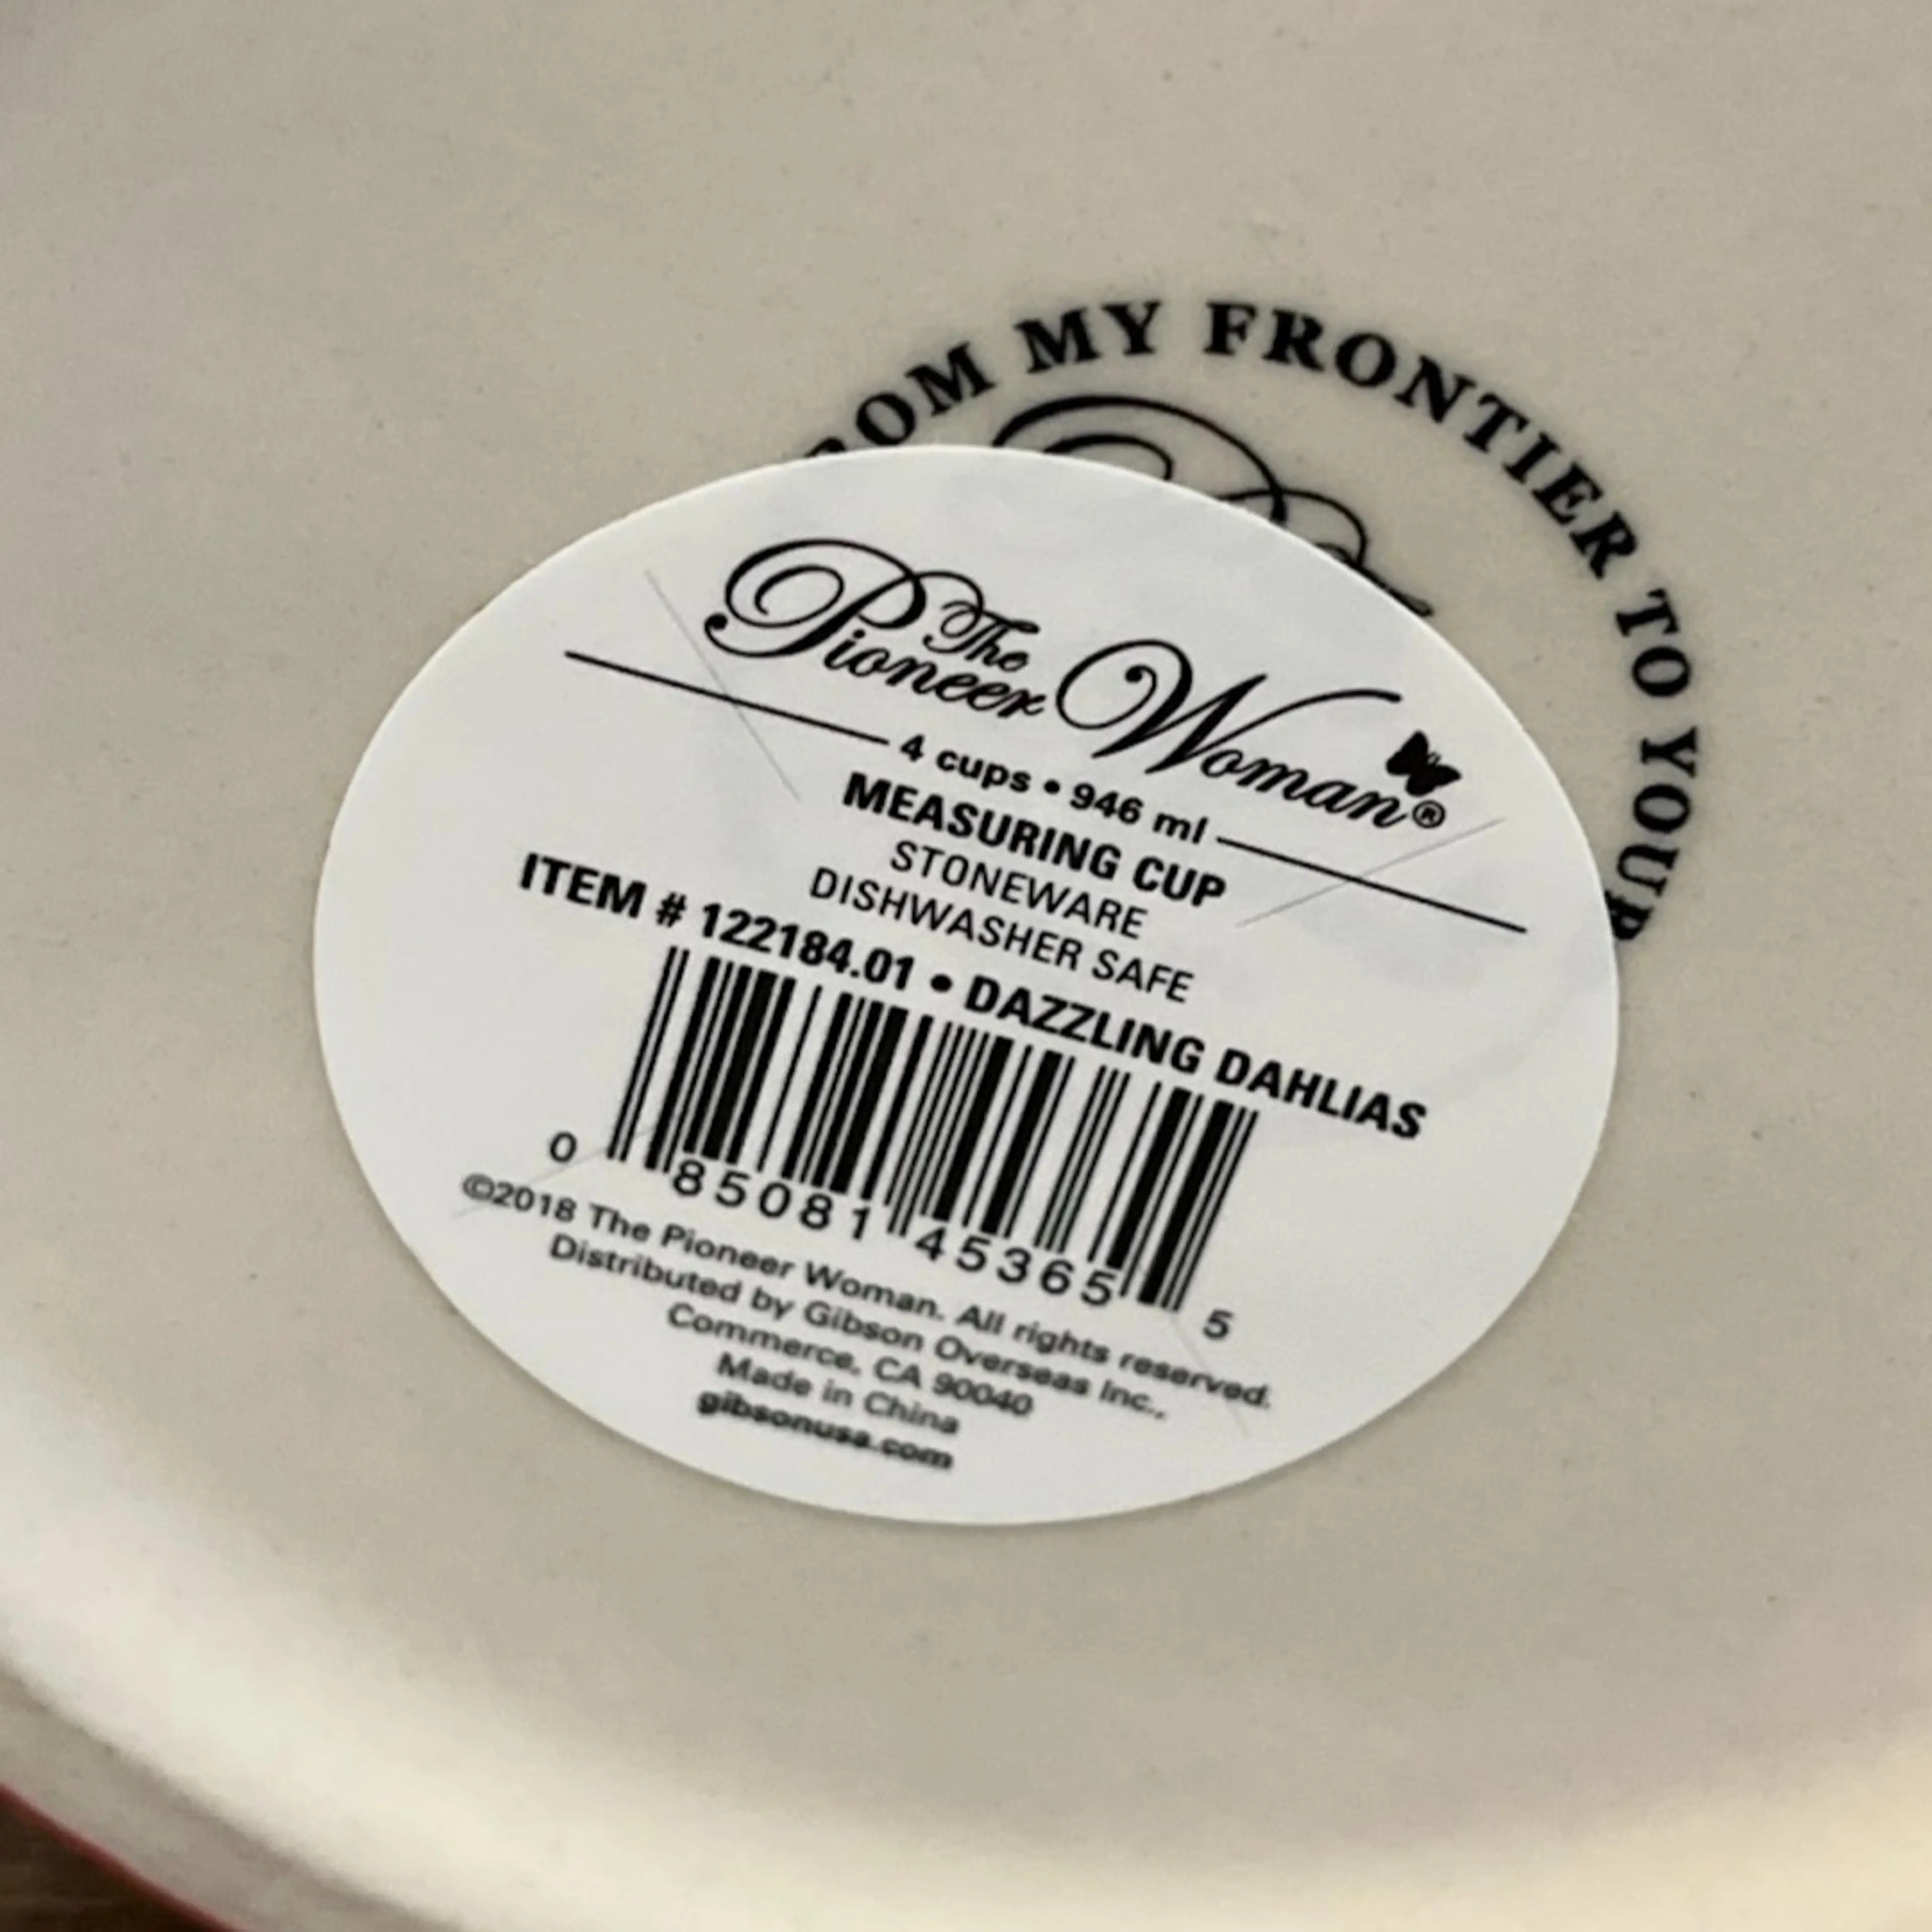 ROM MY FRONTIER TO YOUR
The
Pioneer Woman®
4 cups • 946 ml
MEASURING CUP
STONEWARE
DISHWASHER SAFE
ITEM # 122184.01 • DAZZLING DAHLIAS
0 85081 45365 5
©2018 The Pioneer Woman. All rights reserved.
Distributed by Gibson Overseas Inc.,
Commerce, CA 90040
Made in China
gibsonusa.com